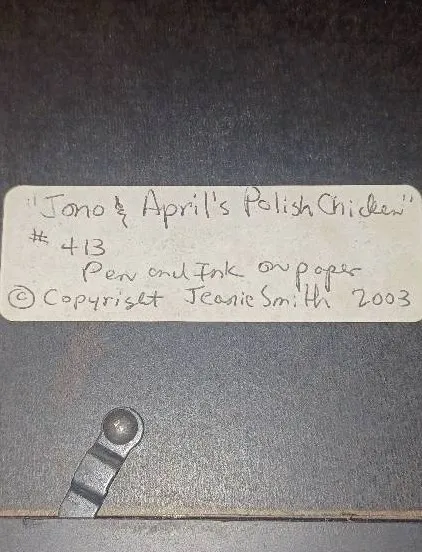 "Jono & April's Polish Chicken"
# 413
Pen and Ink on paper
© Copyright Jeanie Smith 2003